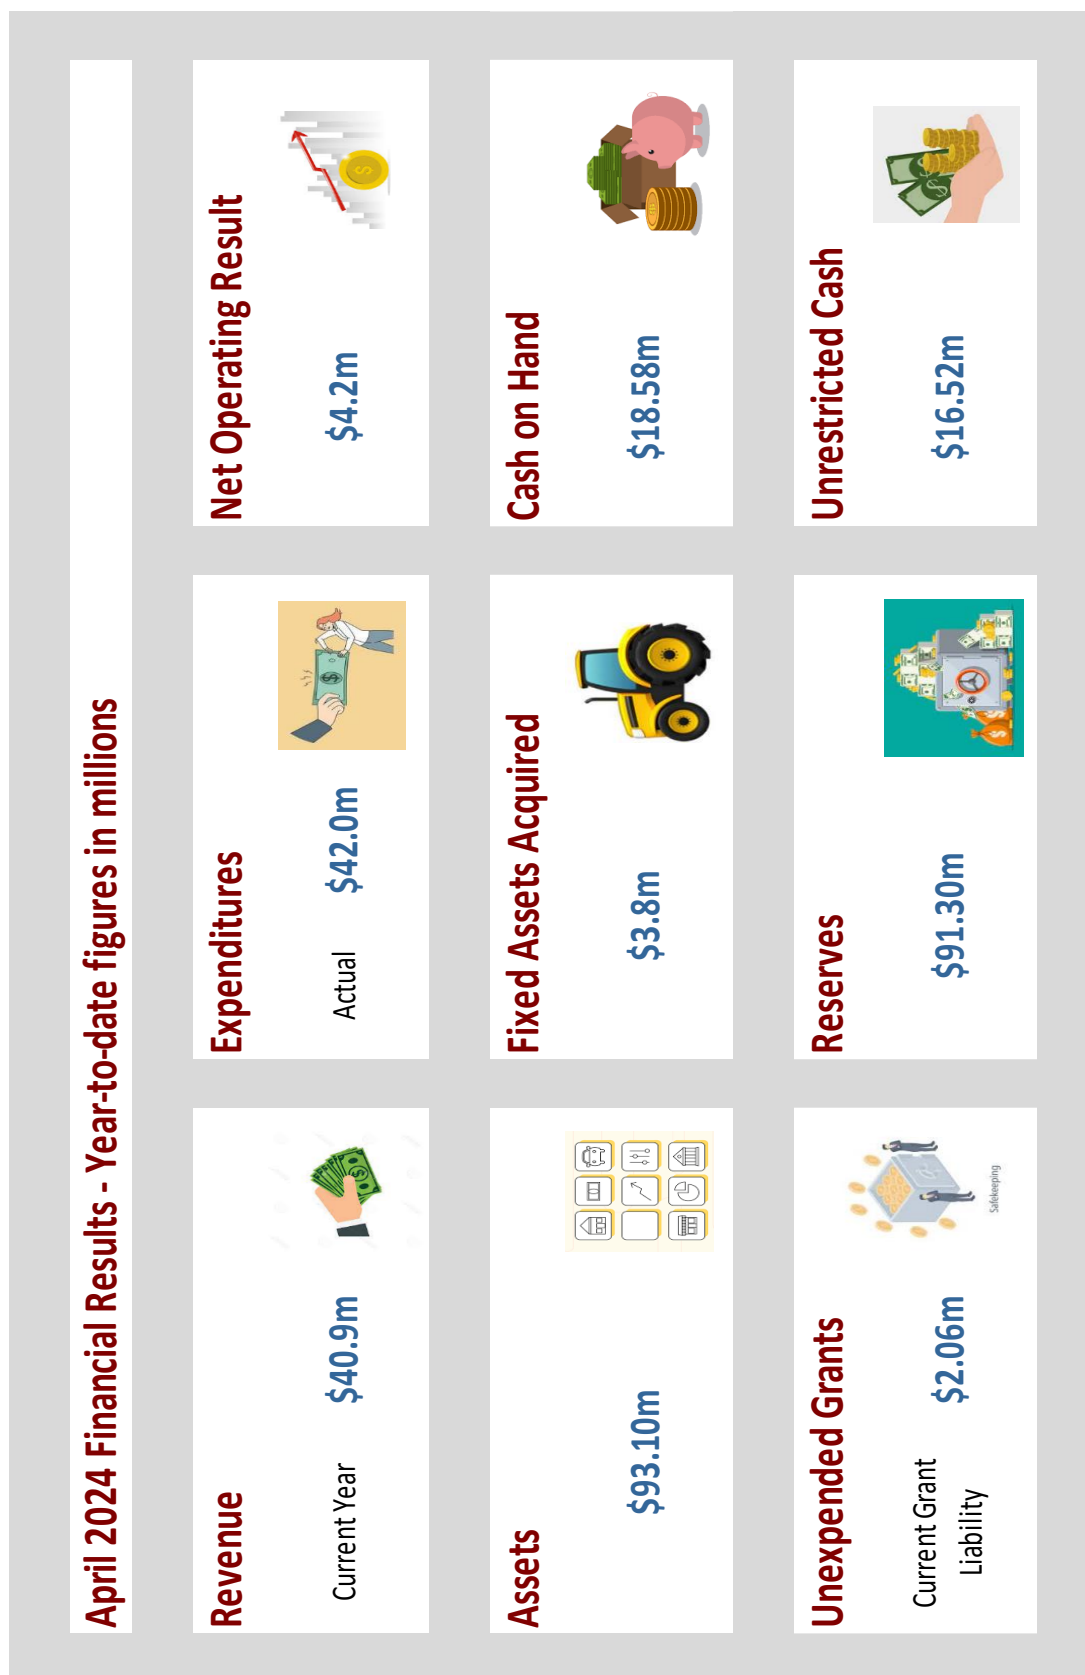 April 2024 Financial Results - Year-to-date figures in millions
Revenue
Current Year $40.9m
Expenditures
Actual $42.0m
Net Operating Result
$4.2m
Assets
$93.10m
Fixed Assets Acquired
$3.8m
Cash on Hand
$18.58m
Unexpended Grants
Current Grant
Liability
$2.06m
Safekeeping
Reserves
$91.30m
Unrestricted Cash
$16.52m